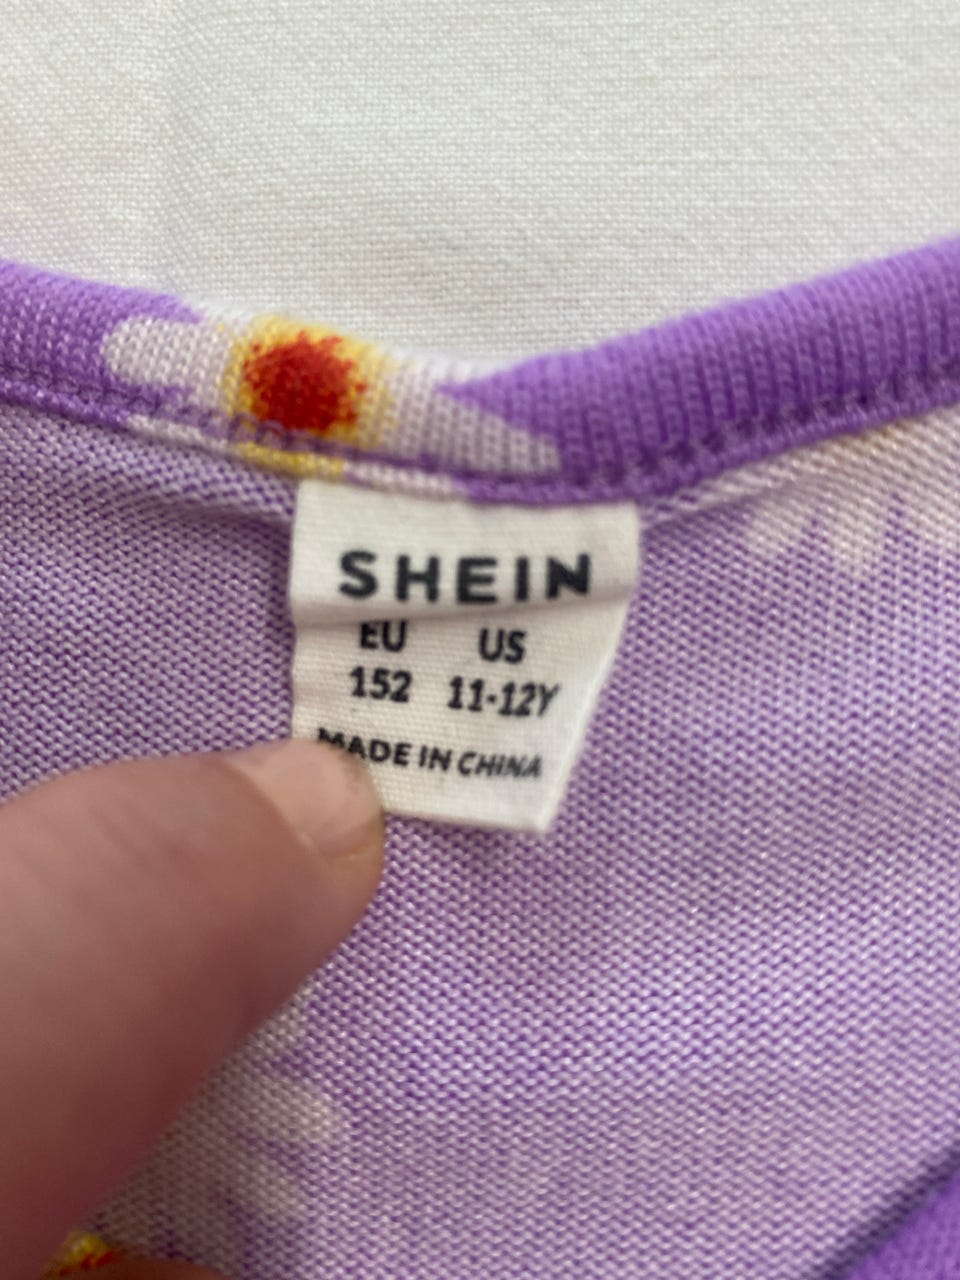 SHEIN
EU US
152 11-12Y
MADE IN CHINA